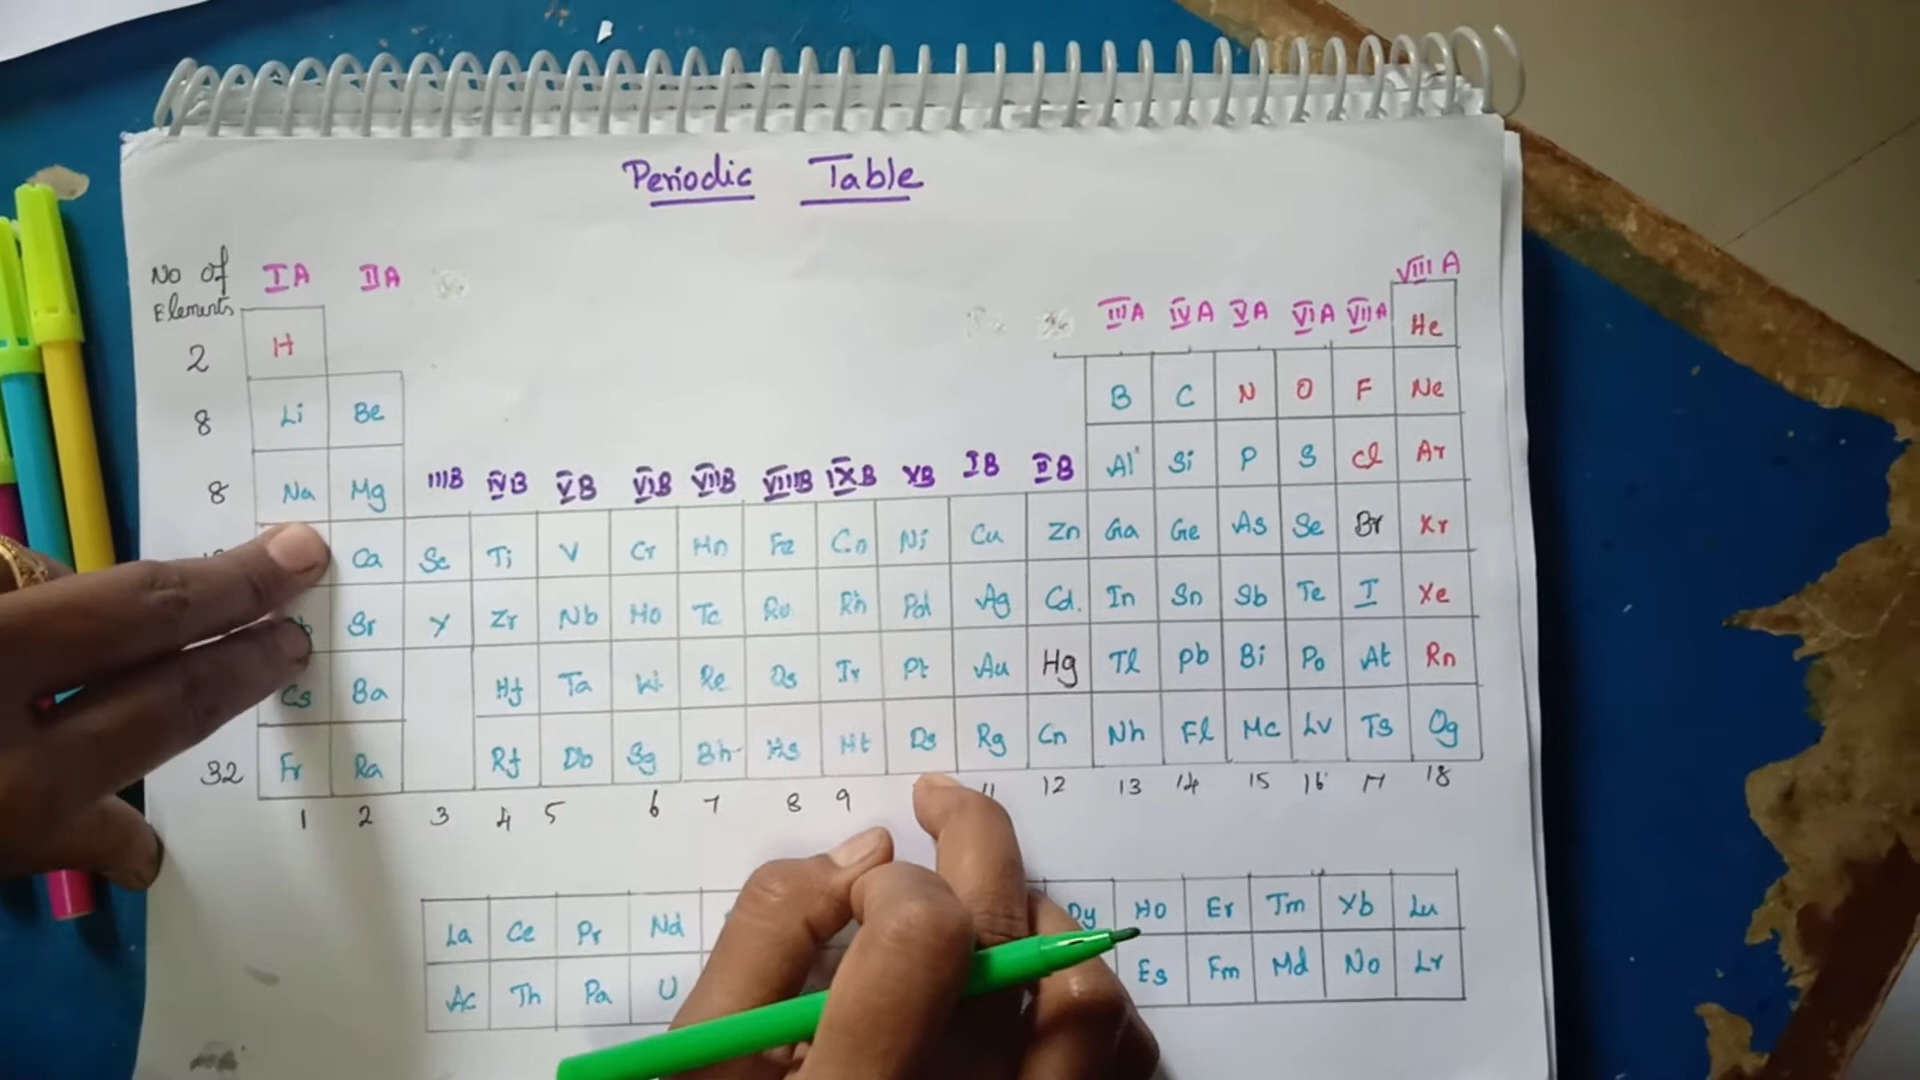 Periodic Table
No of IA IIA VIII A
Elements IIIA IVA VA VIA VIIA
2 H He
8 Li Be B C N O F Ne
8 Na Mg IIIB IVB VB VIB VIIB VIIIB IXB XB IB IIB Al Si P S Cl Ar
Ca Sc Ti V Cr Mn Fe Co Ni Cu Zn Ga Ge As Se Br Kr
Sr Y Zr Nb Mo Tc Ru Rh Pd Ag Cd. In Sn Sb Te I Xe
Cs Ba Hf Ta W Re Os Ir Pt Au Hg Tl Pb Bi Po At Rn
32 Fr Ra Rf Db Sg Bh Hs Mt Ds Rg Cn Nh Fl Mc Lv Ts Og
1 2 3 4 5 6 7 8 9 11 12 13 14 15 16 17 18
La Ce Pr Nd Dy Ho Er Tm Yb Lu
Ac Th Pa U Es Fm Md No Lr